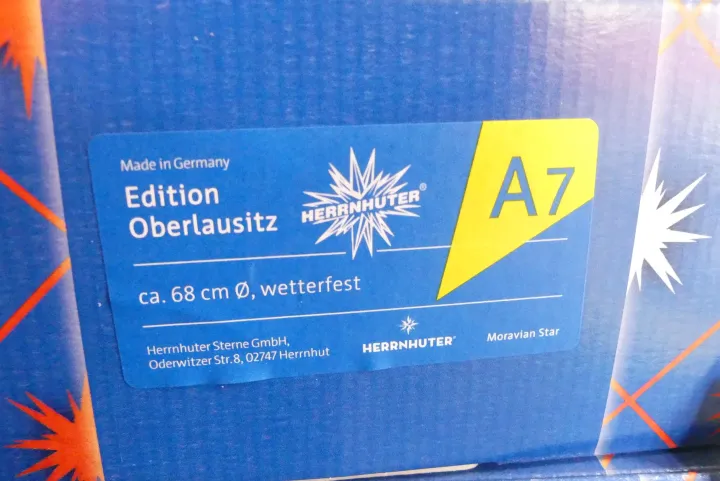 Made in Germany
Edition
Oberlausitz
HERRNHUTER®
A7
ca. 68 cm Ø, wetterfest
Herrnhuter Sterne GmbH,
Oderwitzer Str. 8, 02747 Herrnhut
HERRNHUTER®
Moravian Star